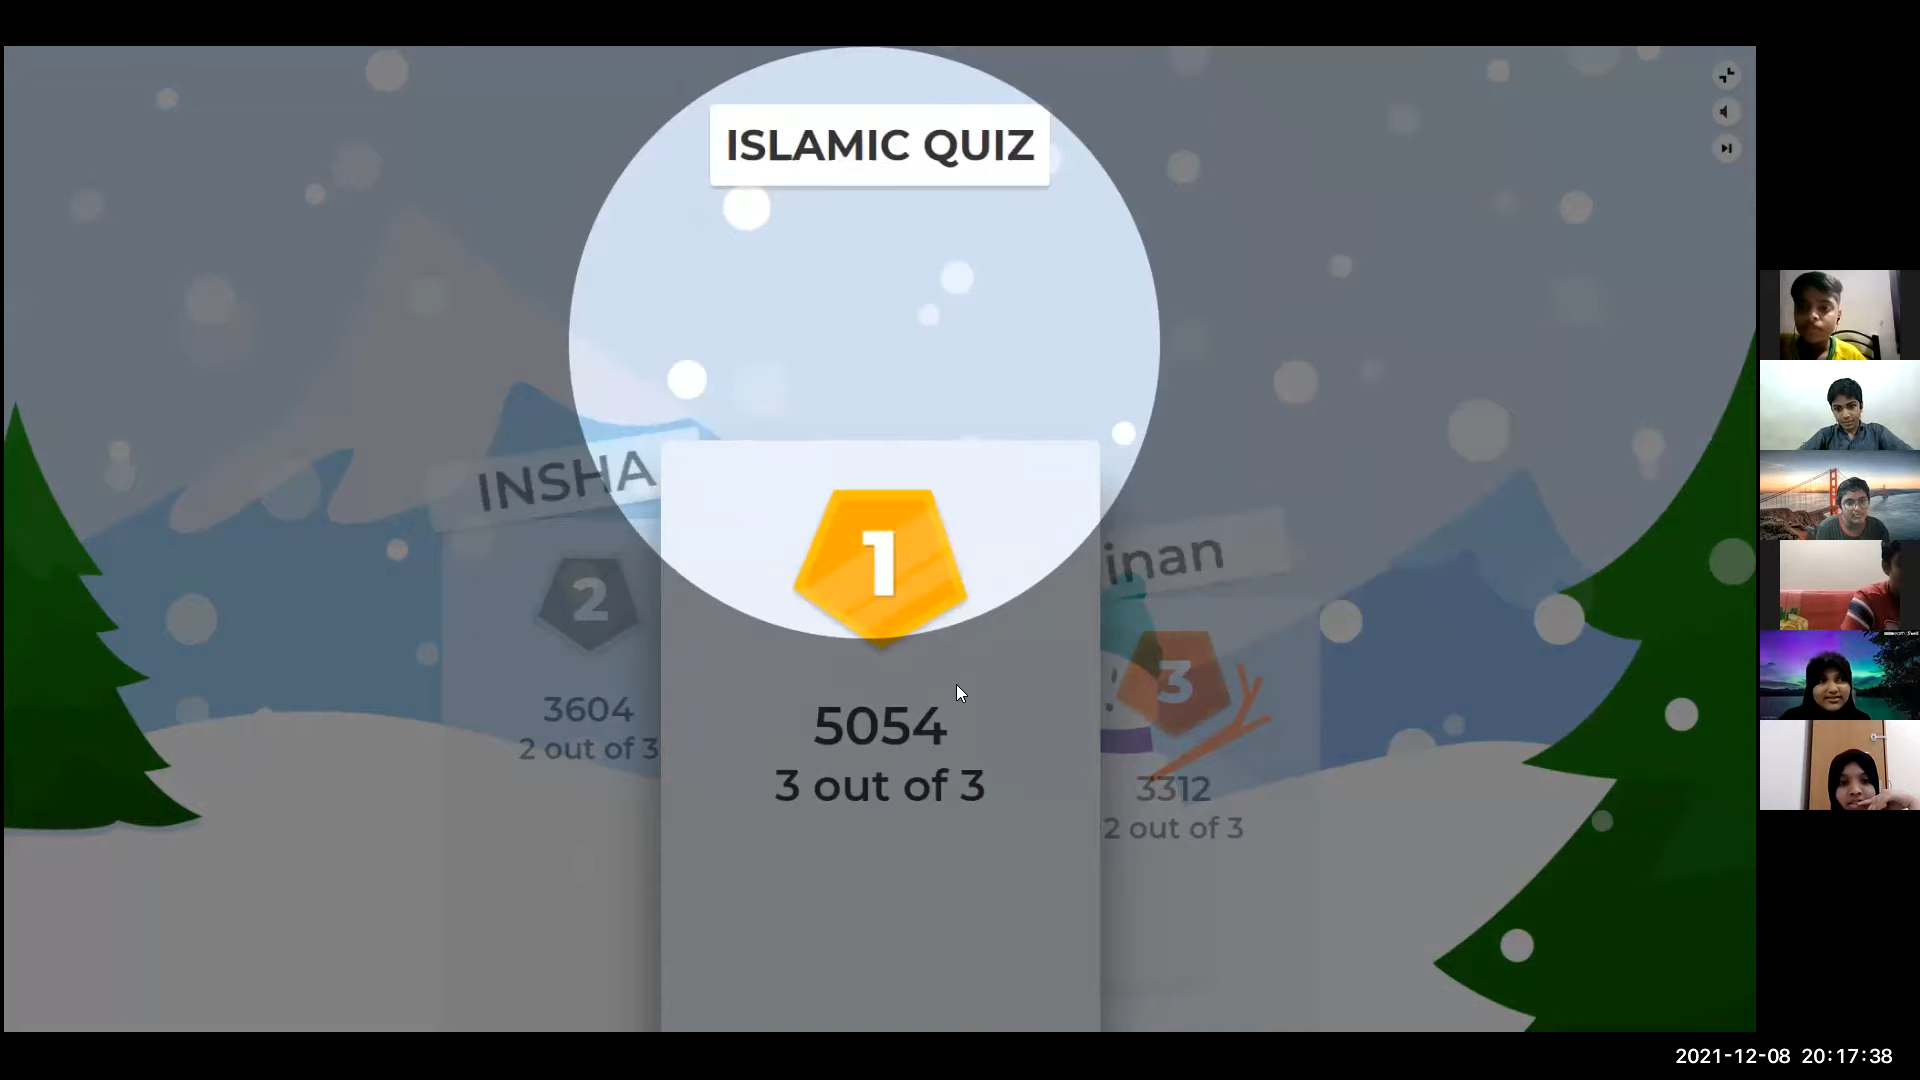 ISLAMIC QUIZ
INSHA
inan
1
2
3
3604
2 out of 3
5054
3 out of 3
3312
2 out of 3
2021-12-08 20:17:38